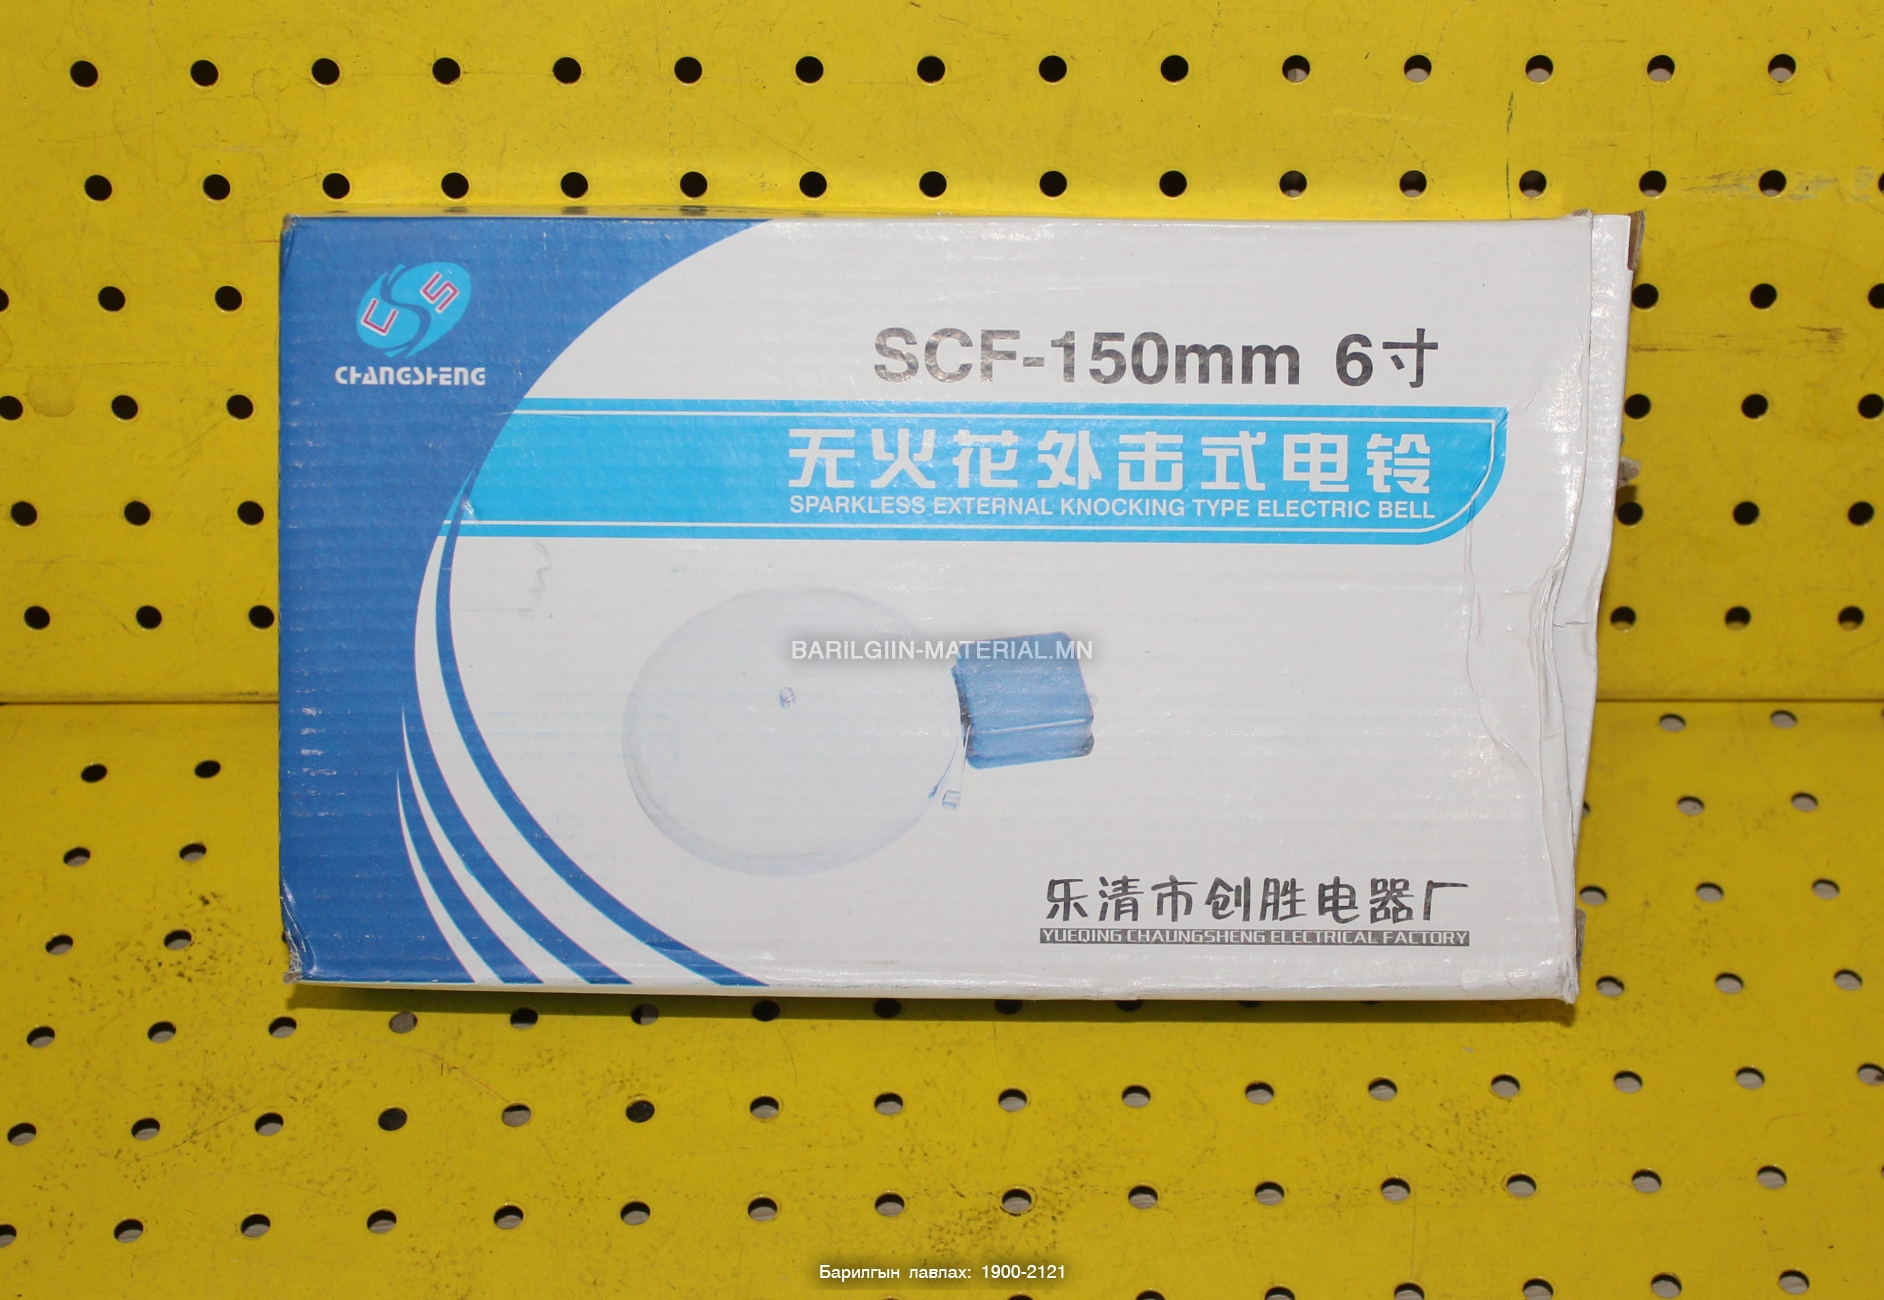 CS
CHANGSHENG
SCF-150mm 6寸
无火花外击式电铃
SPARKLESS EXTERNAL KNOCKING TYPE ELECTRIC BELL
BARILGIIN-MATERIAL.MN
乐清市创胜电器厂
YUEQING CHAUNGSHENG ELECTRICAL FACTORY
Барилгын лавлах: 1900-2121